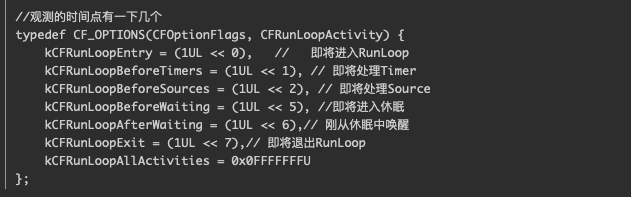 //观测的时间点有一下几个
typedef CF_OPTIONS(CFOptionFlags, CFRunLoopActivity) {
    kCFRunLoopEntry = (1UL << 0),   //   即将进入RunLoop
    kCFRunLoopBeforeTimers = (1UL << 1), // 即将处理Timer
    kCFRunLoopBeforeSources = (1UL << 2), // 即将处理Source
    kCFRunLoopBeforeWaiting = (1UL << 5), //即将进入休眠
    kCFRunLoopAfterWaiting = (1UL << 6),// 刚从休眠中唤醒
    kCFRunLoopExit = (1UL << 7),// 即将退出RunLoop
    kCFRunLoopAllActivities = 0x0FFFFFFFU
};